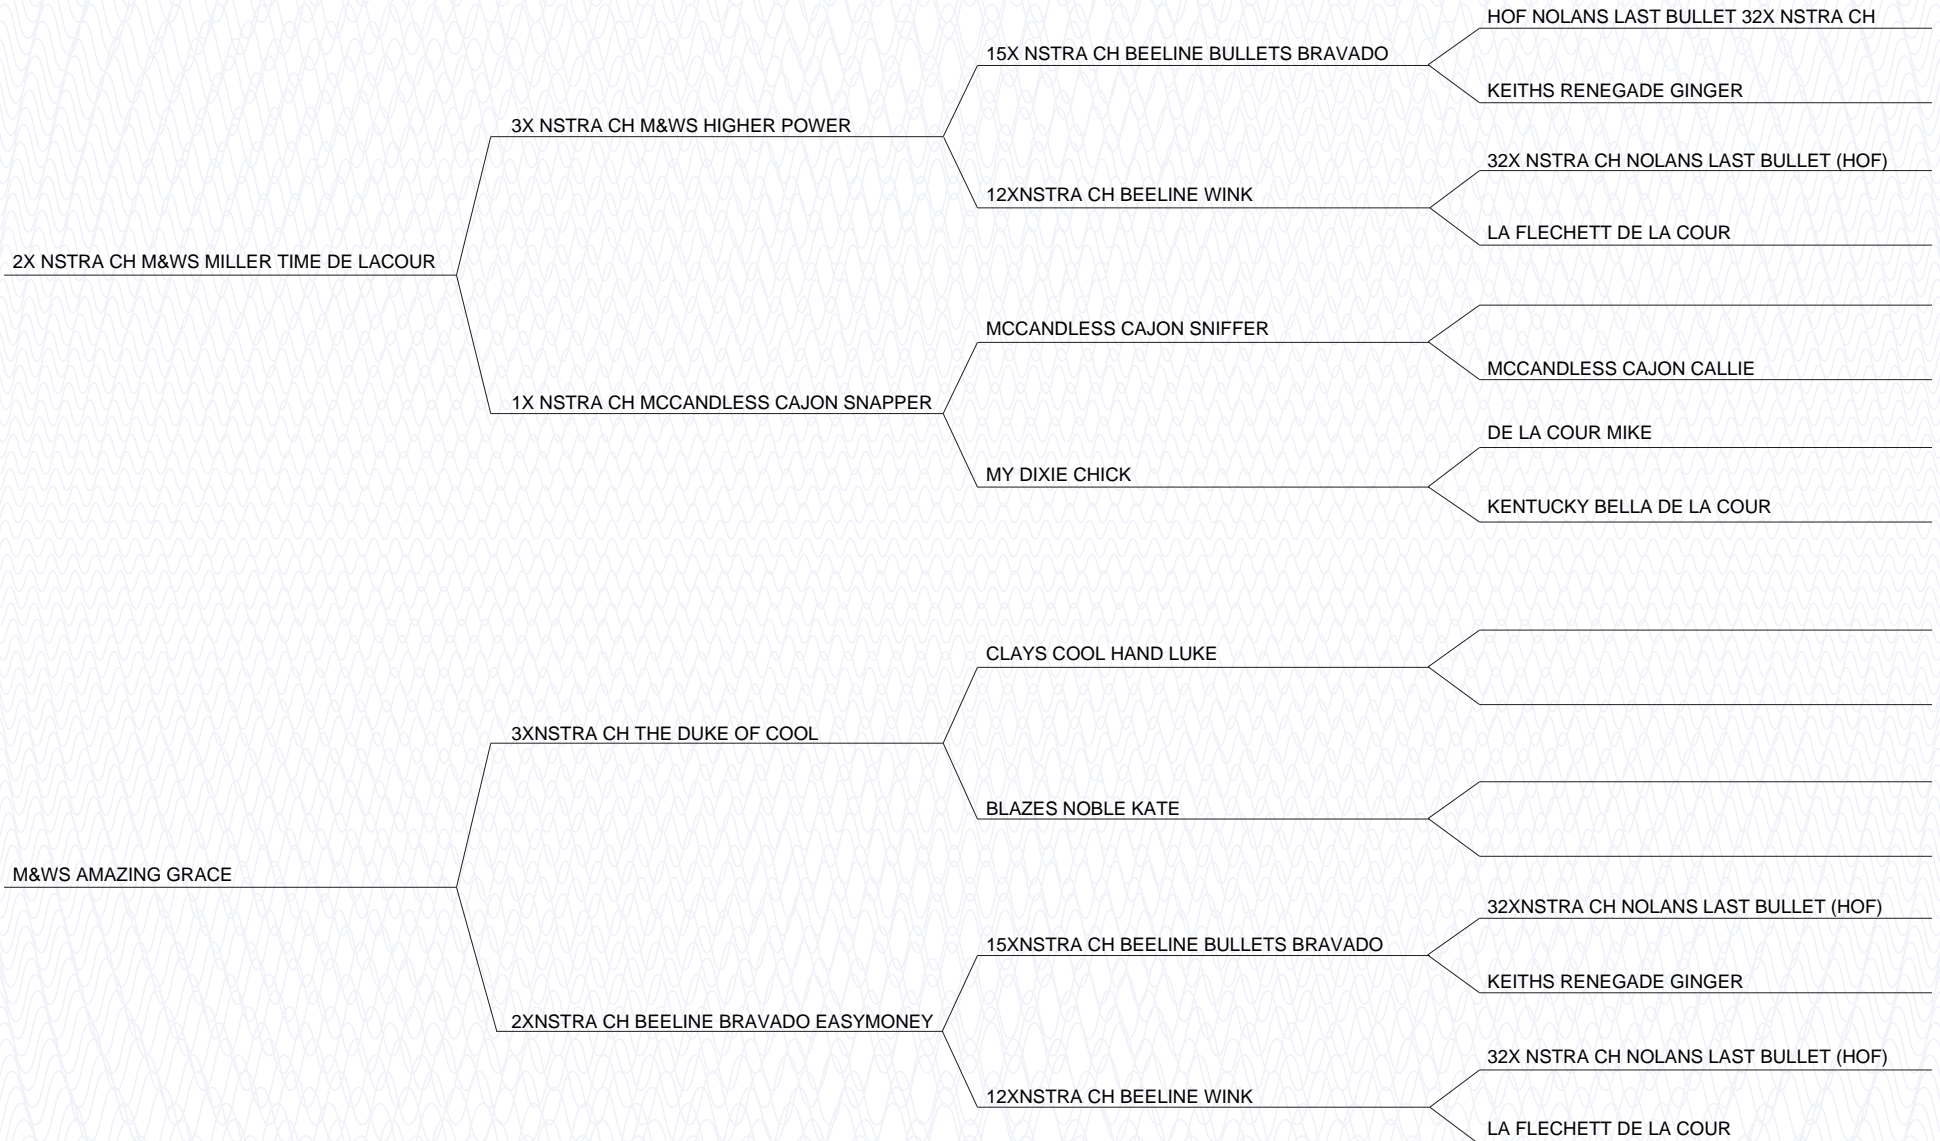 HOF NOLANS LAST BULLET 32X NSTRA CH
15X NSTRA CH BEELINE BULLETS BRAVADO
KEITHS RENEGADE GINGER
3X NSTRA CH M&WS HIGHER POWER
32X NSTRA CH NOLANS LAST BULLET (HOF)
12XNSTRA CH BEELINE WINK
LA FLECHETT DE LA COUR
2X NSTRA CH M&WS MILLER TIME DE LACOUR
MCCANDLESS CAJON SNIFFER
MCCANDLESS CAJON CALLIE
1X NSTRA CH MCCANDLESS CAJON SNAPPER
DE LA COUR MIKE
MY DIXIE CHICK
KENTUCKY BELLA DE LA COUR
CLAYS COOL HAND LUKE
3XNSTRA CH THE DUKE OF COOL
BLAZES NOBLE KATE
M&WS AMAZING GRACE
32XNSTRA CH NOLANS LAST BULLET (HOF)
15XNSTRA CH BEELINE BULLETS BRAVADO
KEITHS RENEGADE GINGER
2XNSTRA CH BEELINE BRAVADO EASYMONEY
32X NSTRA CH NOLANS LAST BULLET (HOF)
12XNSTRA CH BEELINE WINK
LA FLECHETT DE LA COUR